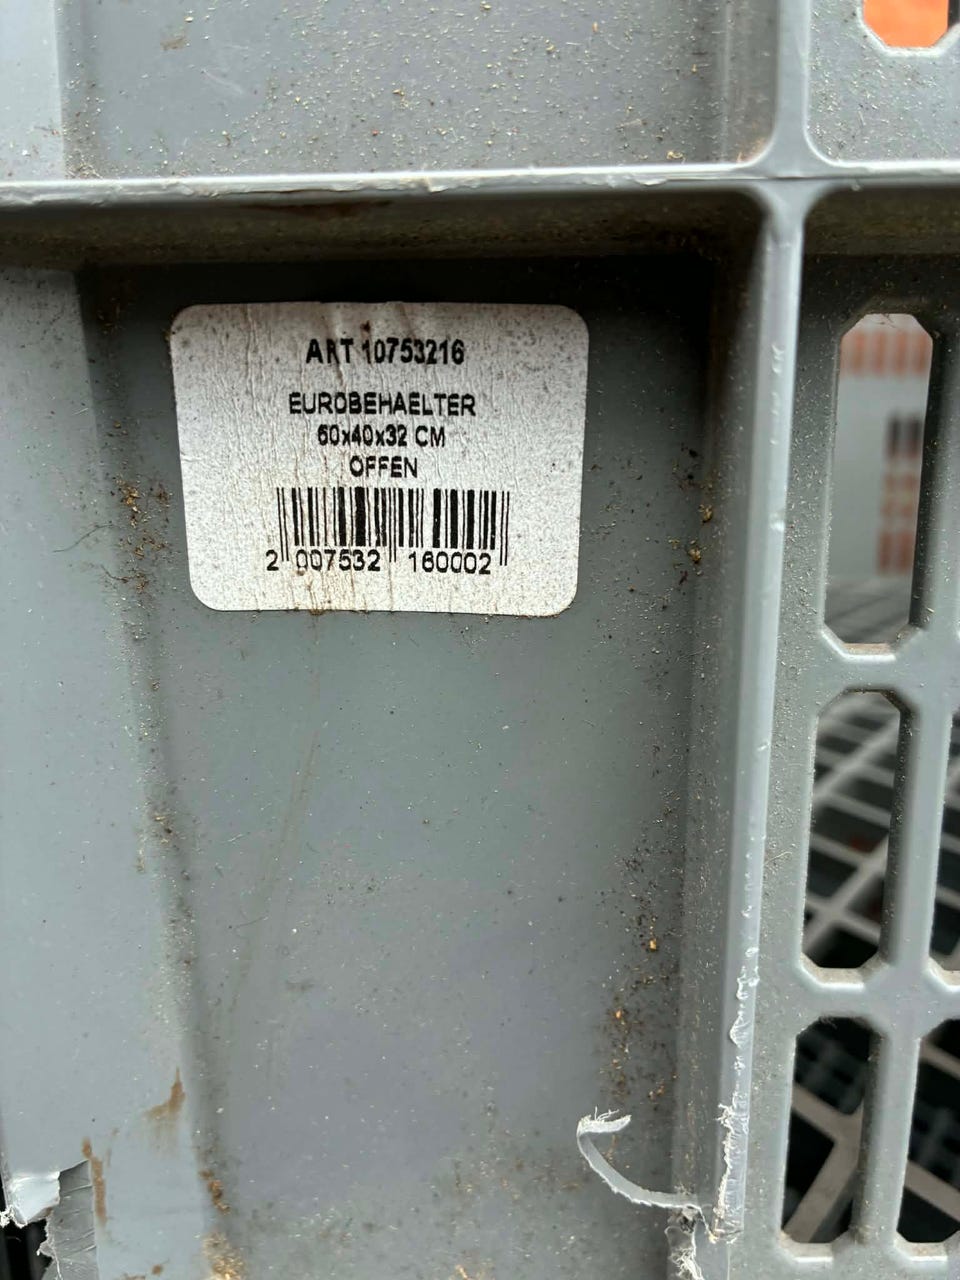 ART 10753216
EUROBEHAELTER
60x40x32 CM
OFFEN
2 007532 160002